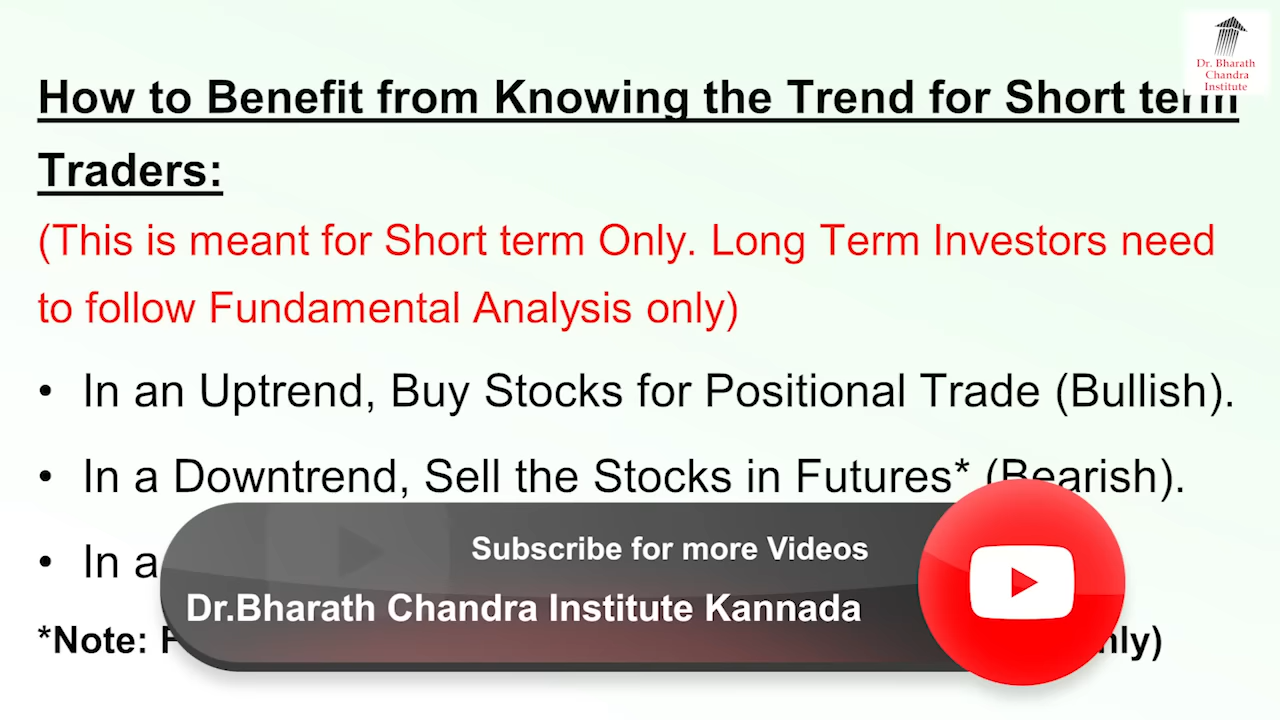 Dr. Bharath
Chandra
Institute
How to Benefit from Knowing the Trend for Short term
Traders:
(This is meant for Short term Only. Long Term Investors need
to follow Fundamental Analysis only)
• In an Uptrend, Buy Stocks for Positional Trade (Bullish).
• In a Downtrend, Sell the Stocks in Futures* (Bearish).
• In a
Subscribe for more Videos
Dr.Bharath Chandra Institute Kannada
*Note: